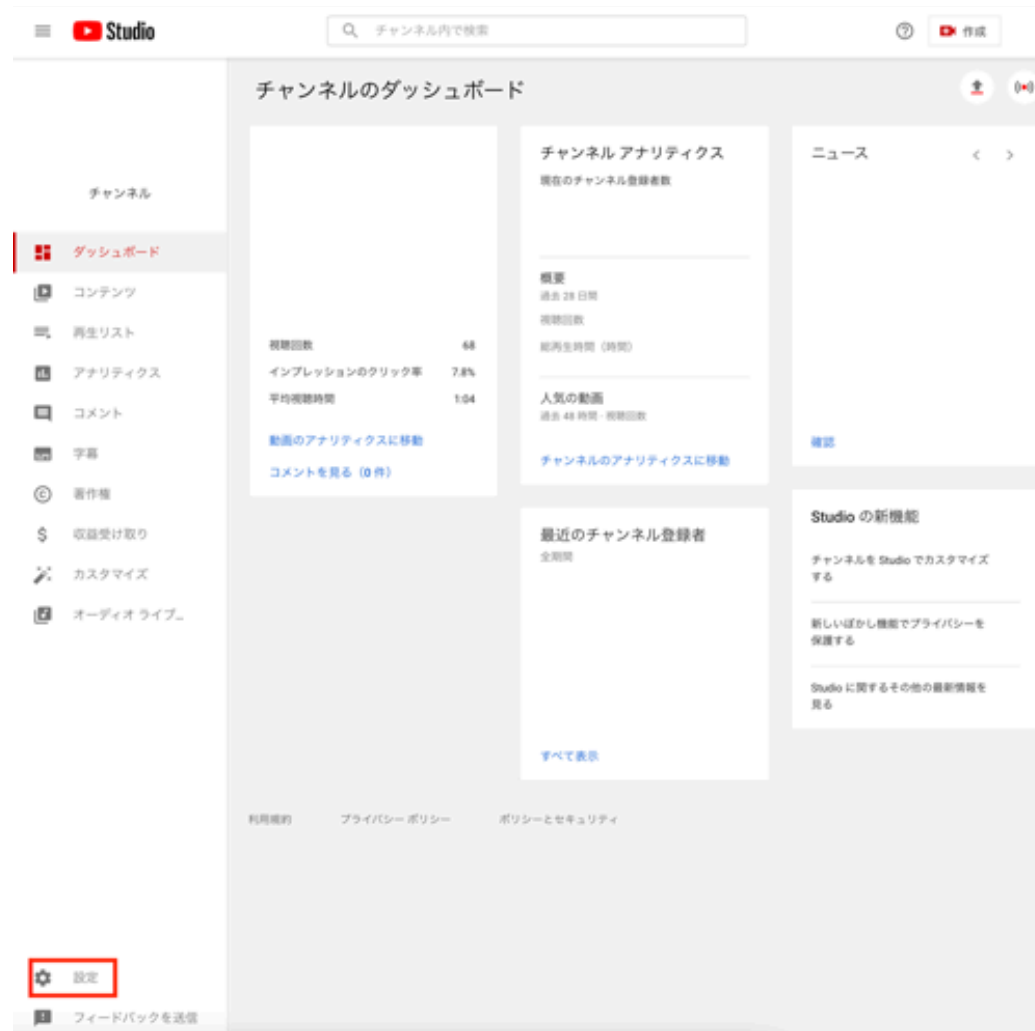 Studio
チャンネル内で検索
作成
チャンネルのダッシュボード
チャンネル
ダッシュボード
コンテンツ
再生リスト
アナリティクス
コメント
字幕
著作権
収益受け取り
カスタマイズ
オーディオ ライブ...
設定
フィードバックを送信
視聴回数 68
インプレッションのクリック率 7.8%
平均視聴時間 1:04
動画のアナリティクスに移動
コメントを見る（0 件）
チャンネル アナリティクス
現在のチャンネル登録者数
概要
過去 28 日間
視聴回数
総再生時間（時間）
人気の動画
過去 48 時間 · 視聴回数
チャンネルのアナリティクスに移動
最近のチャンネル登録者
全期間
すべて表示
ニュース
確認
Studio の新機能
チャンネルを Studio でカスタマイズ
する
新しいぼかし機能でプライバシーを
保護する
Studio に関するその他の最新情報を
見る
利用規約 プライバシー ポリシー ポリシーとセキュリティ